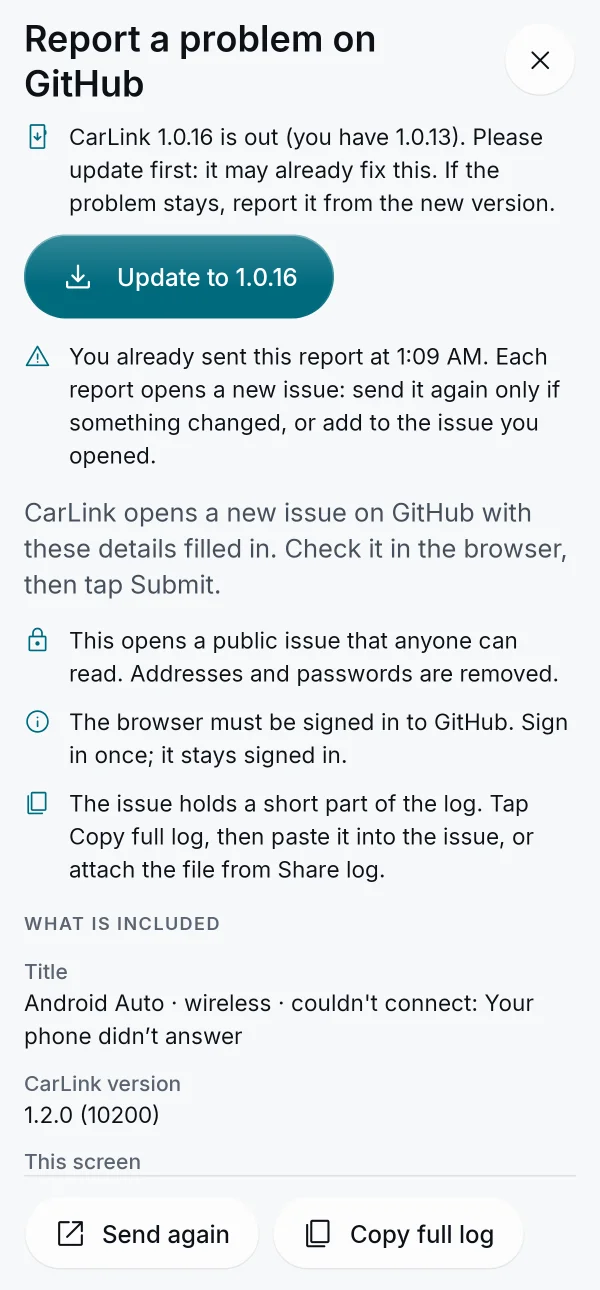 Report a problem on
GitHub
CarLink 1.0.16 is out (you have 1.0.13). Please
update first: it may already fix this. If the
problem stays, report it from the new version.
Update to 1.0.16
You already sent this report at 1:09 AM. Each
report opens a new issue: send it again only if
something changed, or add to the issue you
opened.
CarLink opens a new issue on GitHub with
these details filled in. Check it in the browser,
then tap Submit.
This opens a public issue that anyone can
read. Addresses and passwords are removed.
The browser must be signed in to GitHub. Sign
in once; it stays signed in.
The issue holds a short part of the log. Tap
Copy full log, then paste it into the issue, or
attach the file from Share log.
WHAT IS INCLUDED
Title
Android Auto · wireless · couldn't connect: Your
phone didn’t answer
CarLink version
1.2.0 (10200)
This screen
Send again
Copy full log